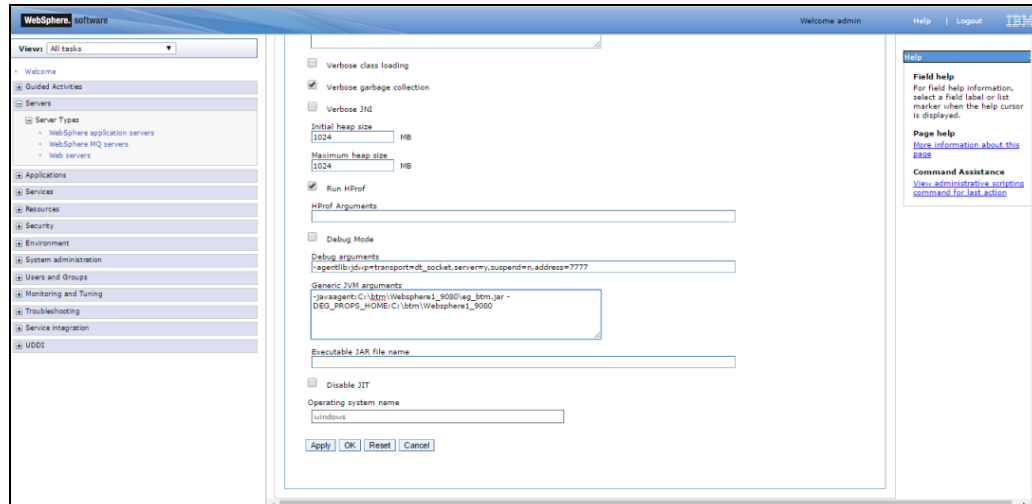 WebSphere. software
Welcome admin
Help | Logout
IBM
View: All tasks
Welcome
Guided Activities
Servers
Server Types
WebSphere application servers
WebSphere MQ servers
Web servers
Applications
Services
Resources
Security
Environment
System administration
Users and Groups
Monitoring and Tuning
Troubleshooting
Service integration
UDDI
Verbose class loading
Verbose garbage collection
Verbose JNI
Initial heap size
1024 MB
Maximum heap size
1024 MB
Run HProf
HProf Arguments
Debug Mode
Debug arguments
-agentlib:jdwp=transport=dt_socket,server=y,suspend=n,address=7777
Generic JVM arguments
-javaagent:C:\btm\Websphere1_9080\eg_btm.jar -
DEG_PROPS_HOME:C:\btm\Websphere1_9080
Executable JAR file name
Disable JIT
Operating system name
windows
Apply OK Reset Cancel
Help
Field help
For field help information,
select a field label or list
marker when the help cursor
is displayed.
Page help
More information about this
page
Command Assistance
View administrative scripting
command for last action